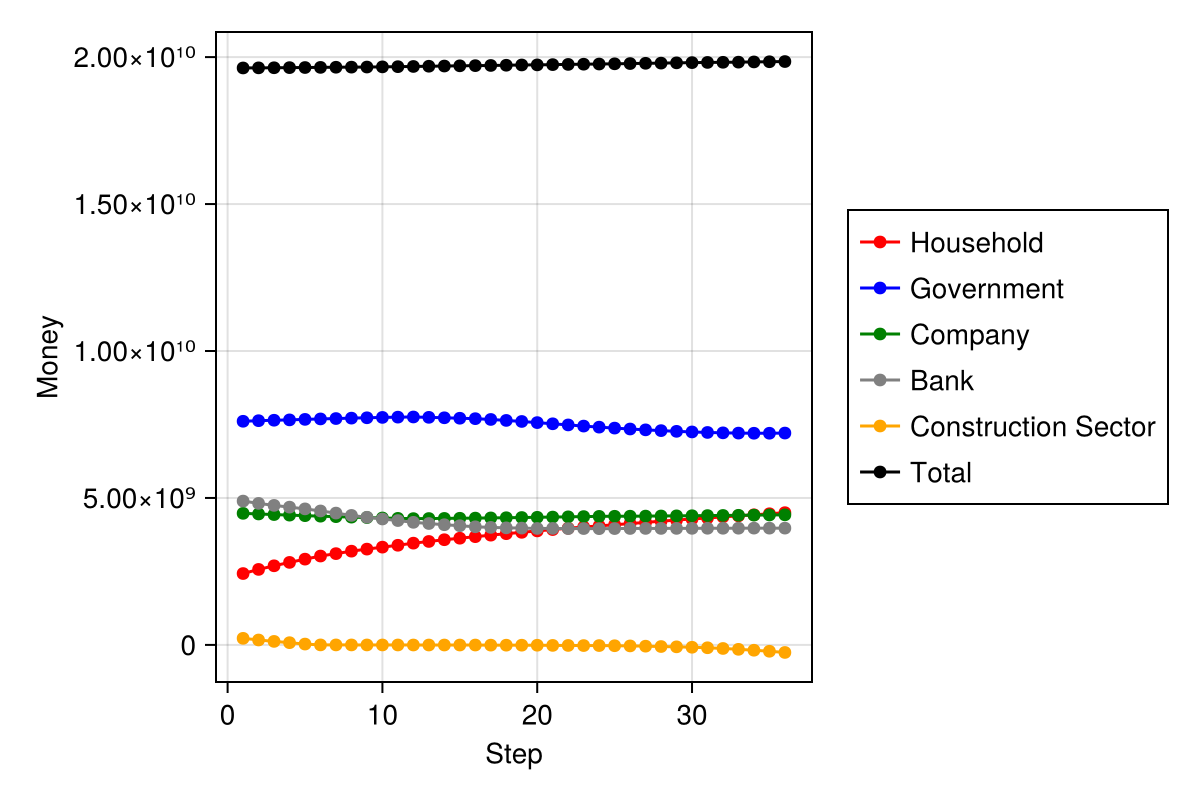 2.00×10¹⁰
1.50×10¹⁰
1.00×10¹⁰
5.00×10⁹
0
Money
0 10 20 30
Step
Household
Government
Company
Bank
Construction Sector
Total